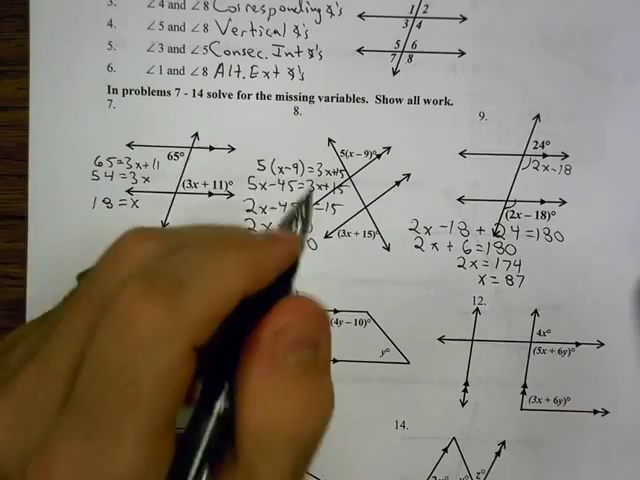 3. ∠4 and ∠8 Corresponding ∡'s
4. ∠5 and ∠8 Vertical ∡'s
5. ∠3 and ∠5 Consec. Int ∡'s
6. ∠1 and ∠8 Alt. Ext ∡'s
1 2
3 4
5 6
7 8
In problems 7 - 14 solve for the missing variables. Show all work.
7.
65°
(3x + 11)°
65=3x+11
54=3x
18=x
8.
5(x – 9)°
(3x + 15)°
5(x-9)=3x+15
5x-45=3x+15
9.
24°
2x-18
(2x – 18)°
2x-18+24=180
2x+6=180
2x=174
x=87
(4y – 10)°
y°
12.
4x°
(5x + 6y)°
(3x + 6y)°
14.
z°